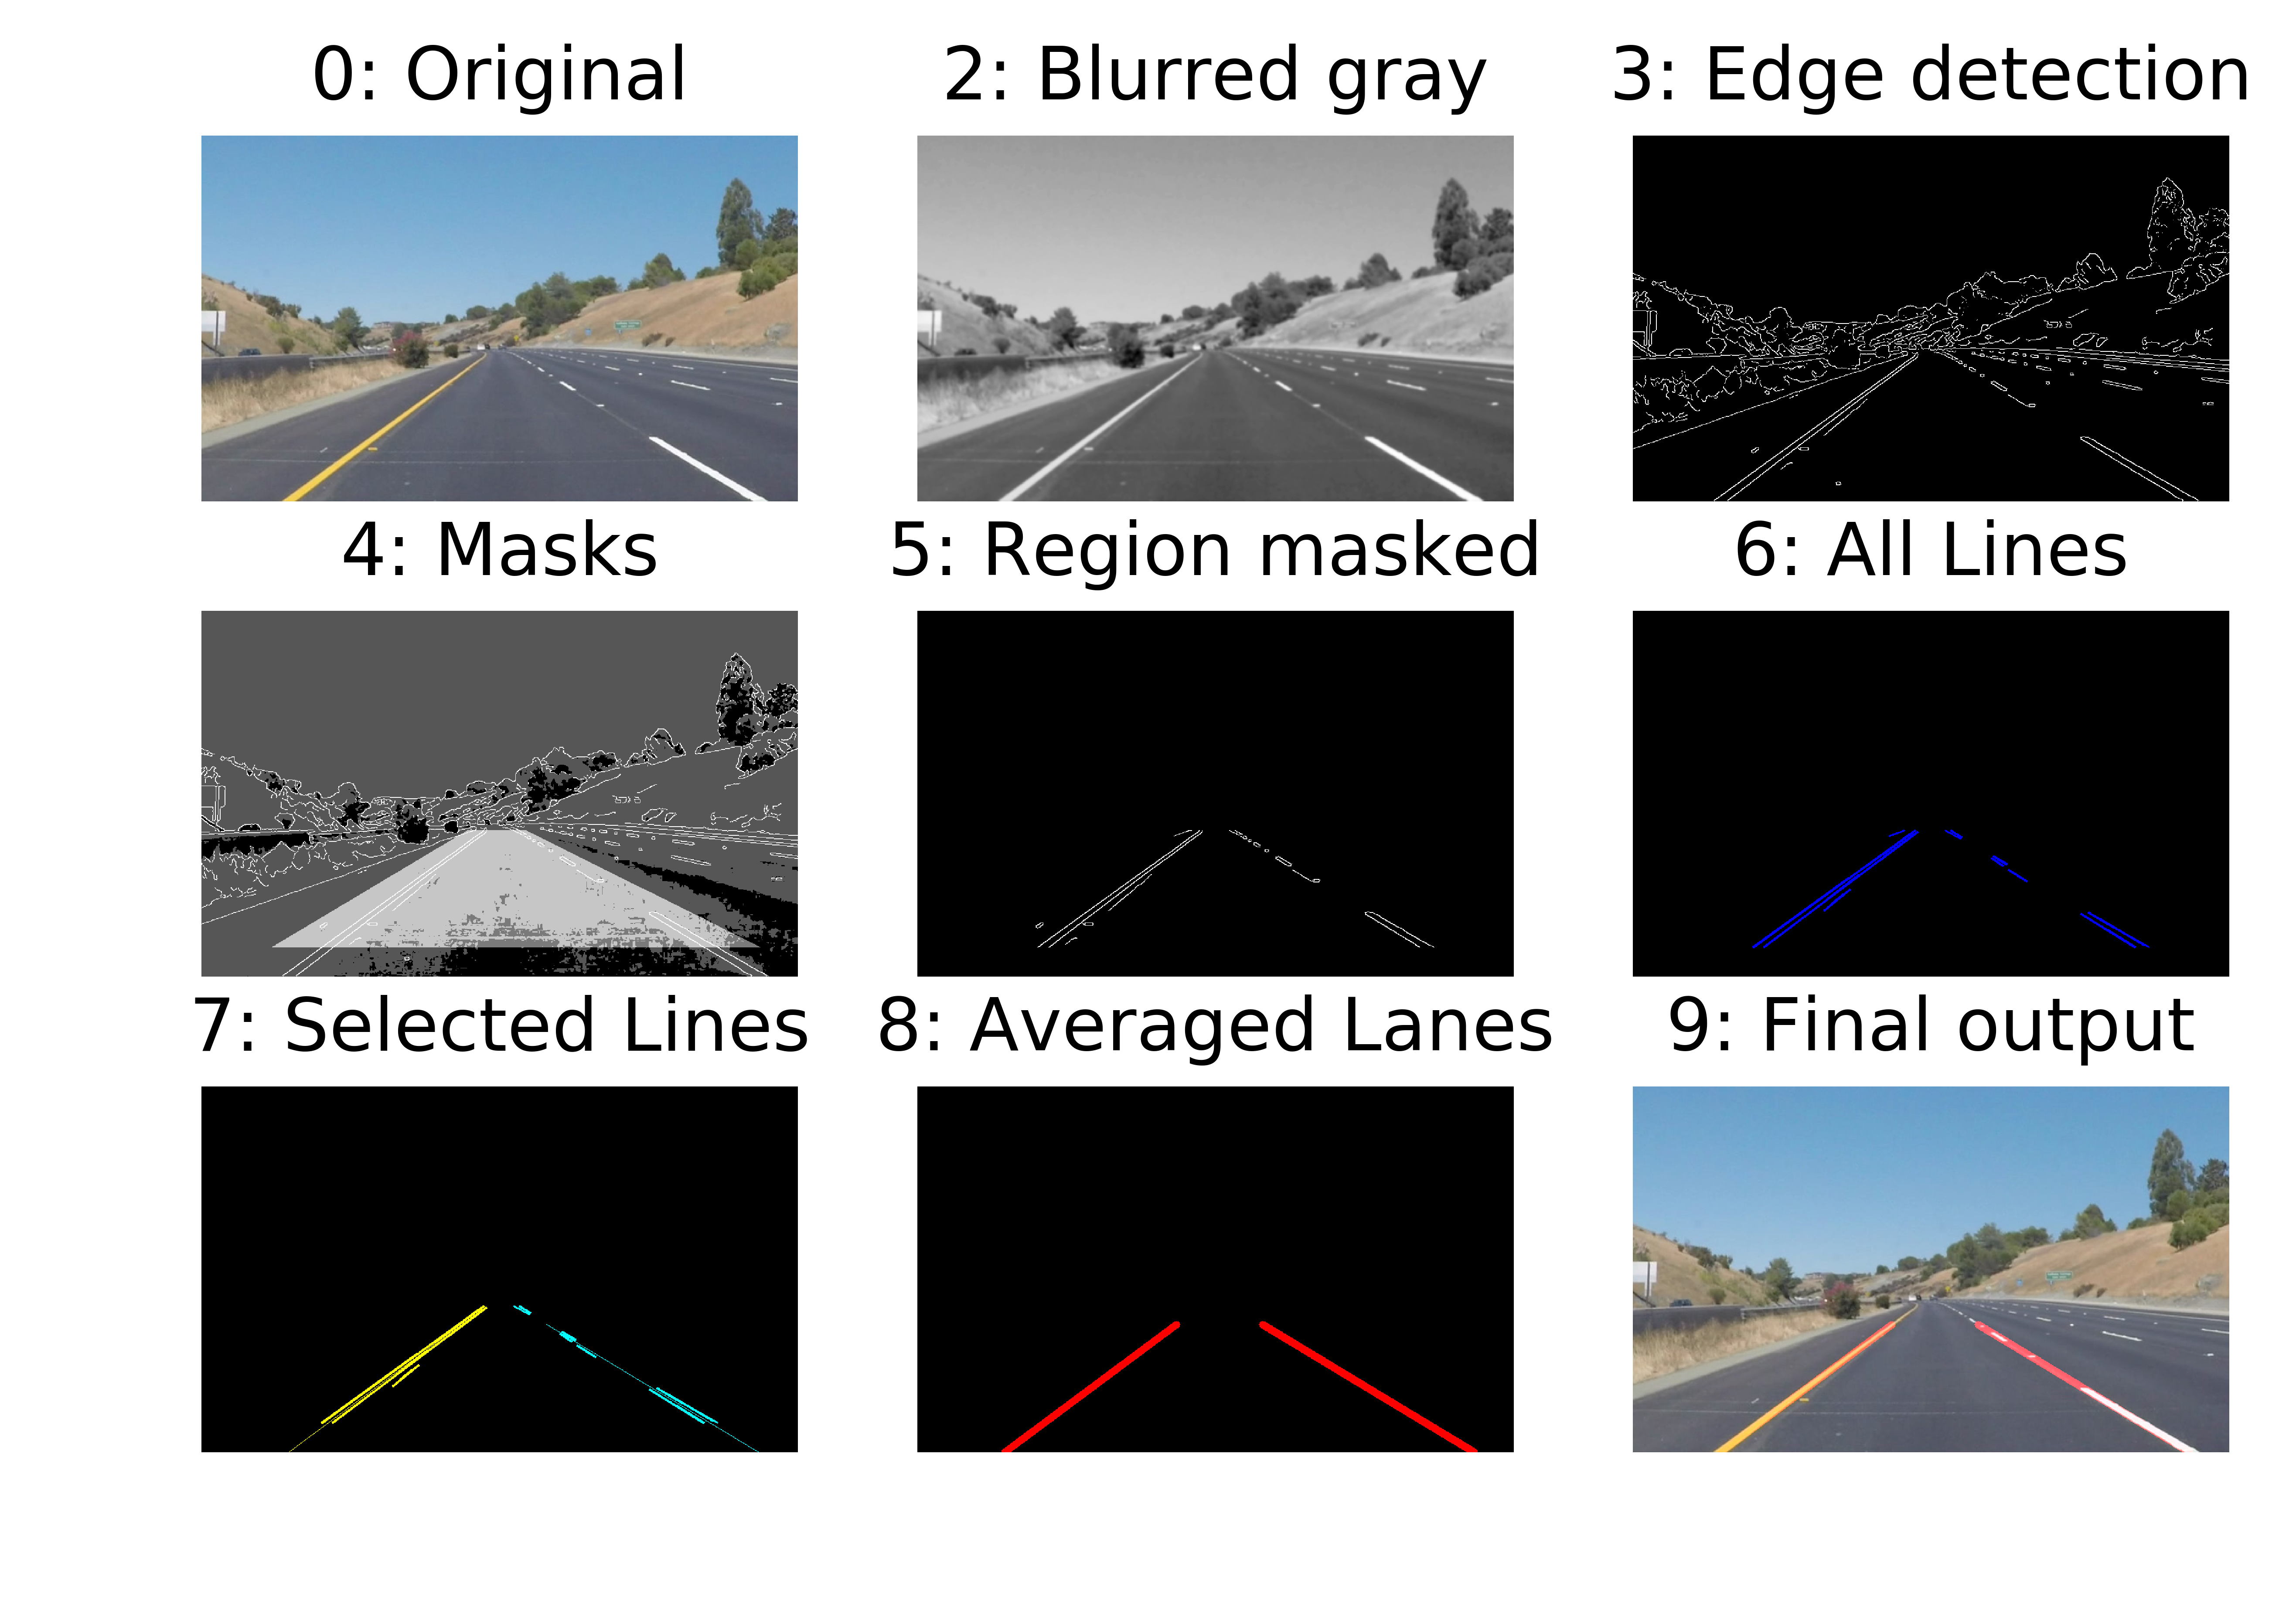 0: Original
2: Blurred gray
3: Edge detection
4: Masks
5: Region masked
6: All Lines
7: Selected Lines
8: Averaged Lanes
9: Final output